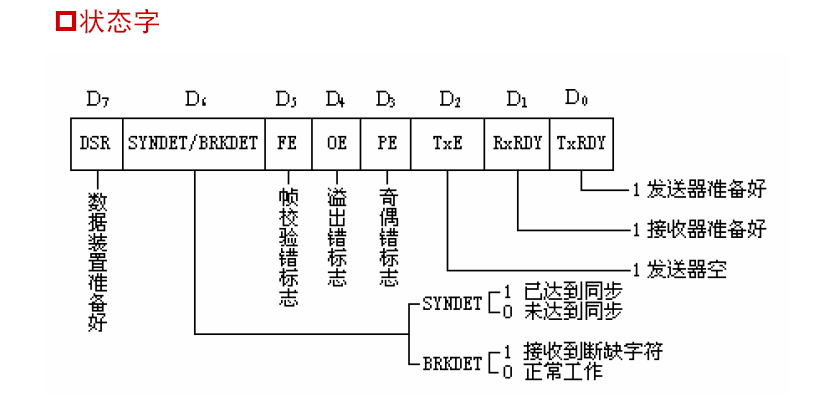 状态字
D7 D6 D5 D4 D3 D2 D1 D0
DSR SYNDET/BRKDET FE OE PE TxE RxRDY TxRDY
数据装置准备好
帧校验错标志
溢出错标志
奇偶错标志
1 发送器准备好
1 接收器准备好
1 发送器空
SYNDET
1 已达到同步
0 未达到同步
BRKDET
1 接收到断缺字符
0 正常工作